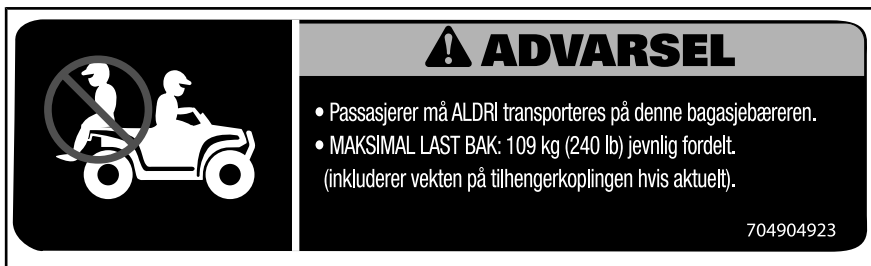 ADVARSEL
• Passasjerer må ALDRI transporteres på denne bagasjebæreren.
• MAKSIMAL LAST BAK: 109 kg (240 lb) jevnlig fordelt.
(inkluderer vekten på tilhengerkoplingen hvis aktuelt).
704904923